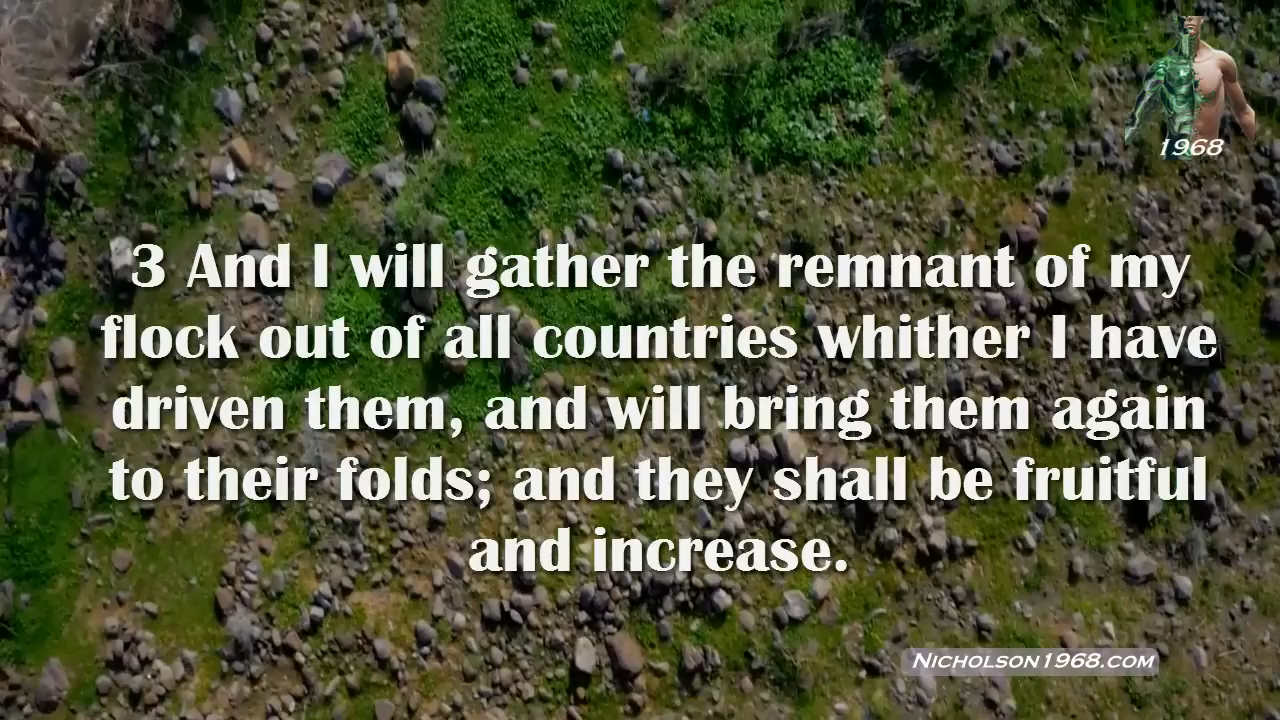 1968
3 And I will gather the remnant of my
flock out of all countries whither I have
driven them, and will bring them again
to their folds; and they shall be fruitful
and increase.
Nicholson1968.com